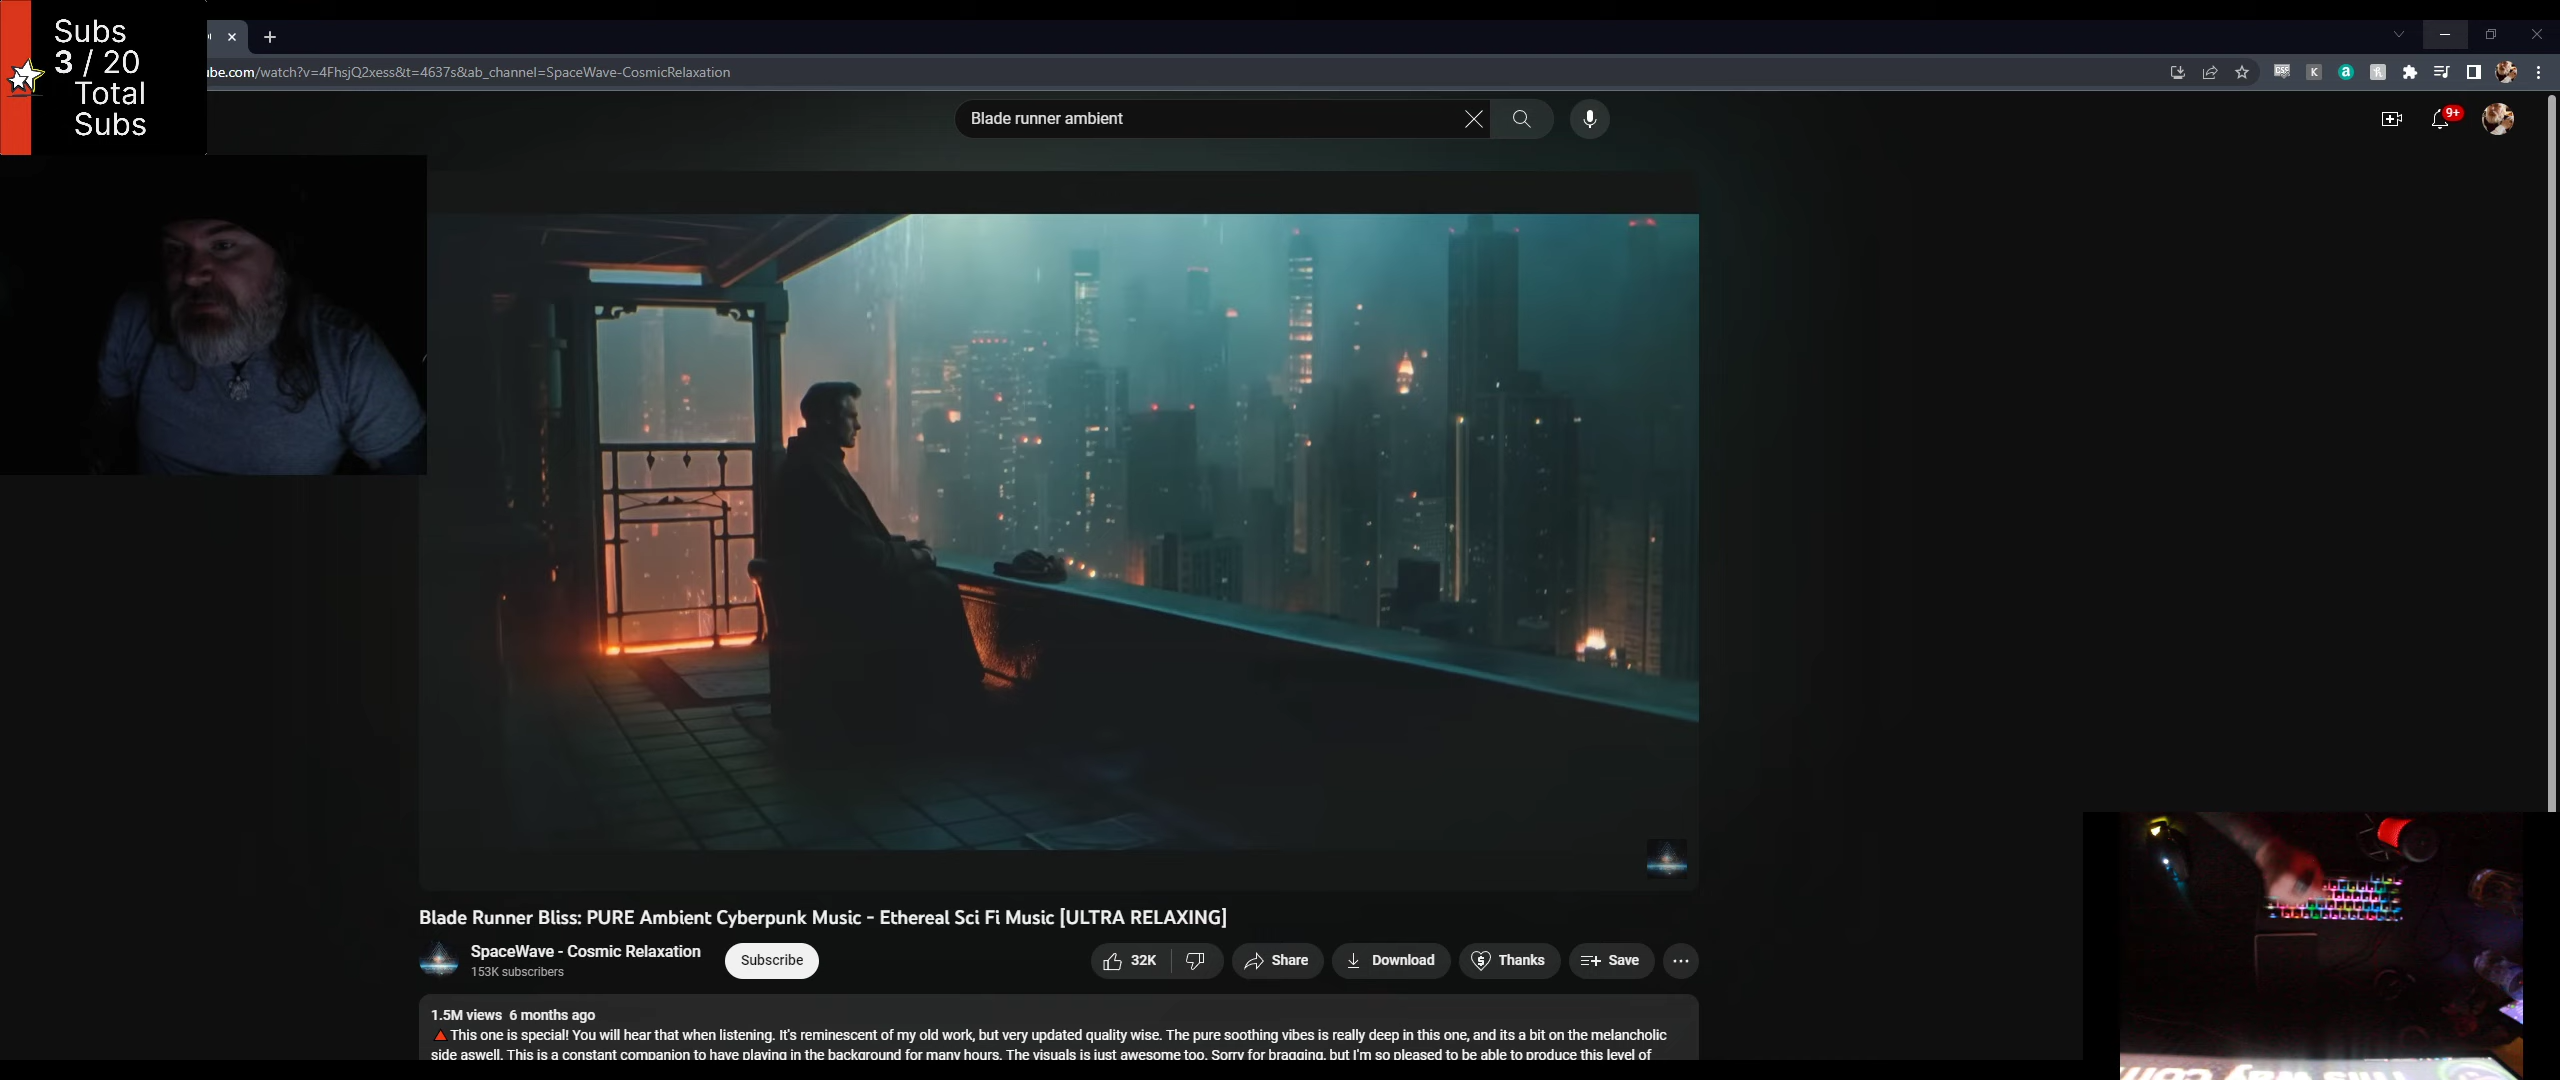 Subs
3 / 20
Total
Subs
ube.com/watch?v=4FhsjQ2xess&t=4637s&ab_channel=SpaceWave-CosmicRelaxation
Blade runner ambient
9+
Blade Runner Bliss: PURE Ambient Cyberpunk Music - Ethereal Sci Fi Music [ULTRA RELAXING]
SpaceWave - Cosmic Relaxation
153K subscribers
Subscribe
32K
Share
Download
Thanks
Save
1.5M views 6 months ago
🔺This one is special! You will hear that when listening. It's reminescent of my old work, but very updated quality wise. The pure soothing vibes is really deep in this one, and its a bit on the melancholic
side aswell. This is a constant companion to have playing in the background for many hours. The visuals is just awesome too. Sorry for bragging, but I'm so pleased to be able to produce this level of